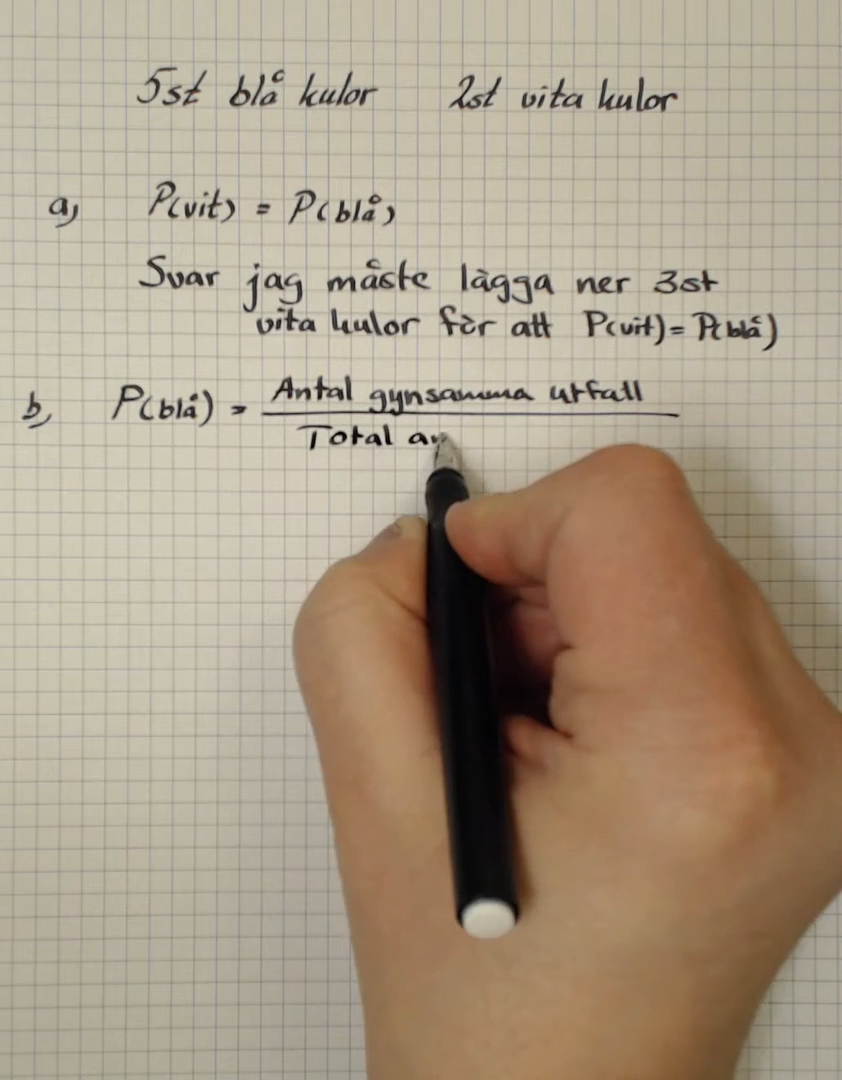 5st blå kulor 2st vita kulor
a) P(vit) = P(blå)
Svar jag måste lägga ner 3st
vita kulor för att P(vit) = P(blå)
b) P(blå) = Antal gynsamma utfall
Total an